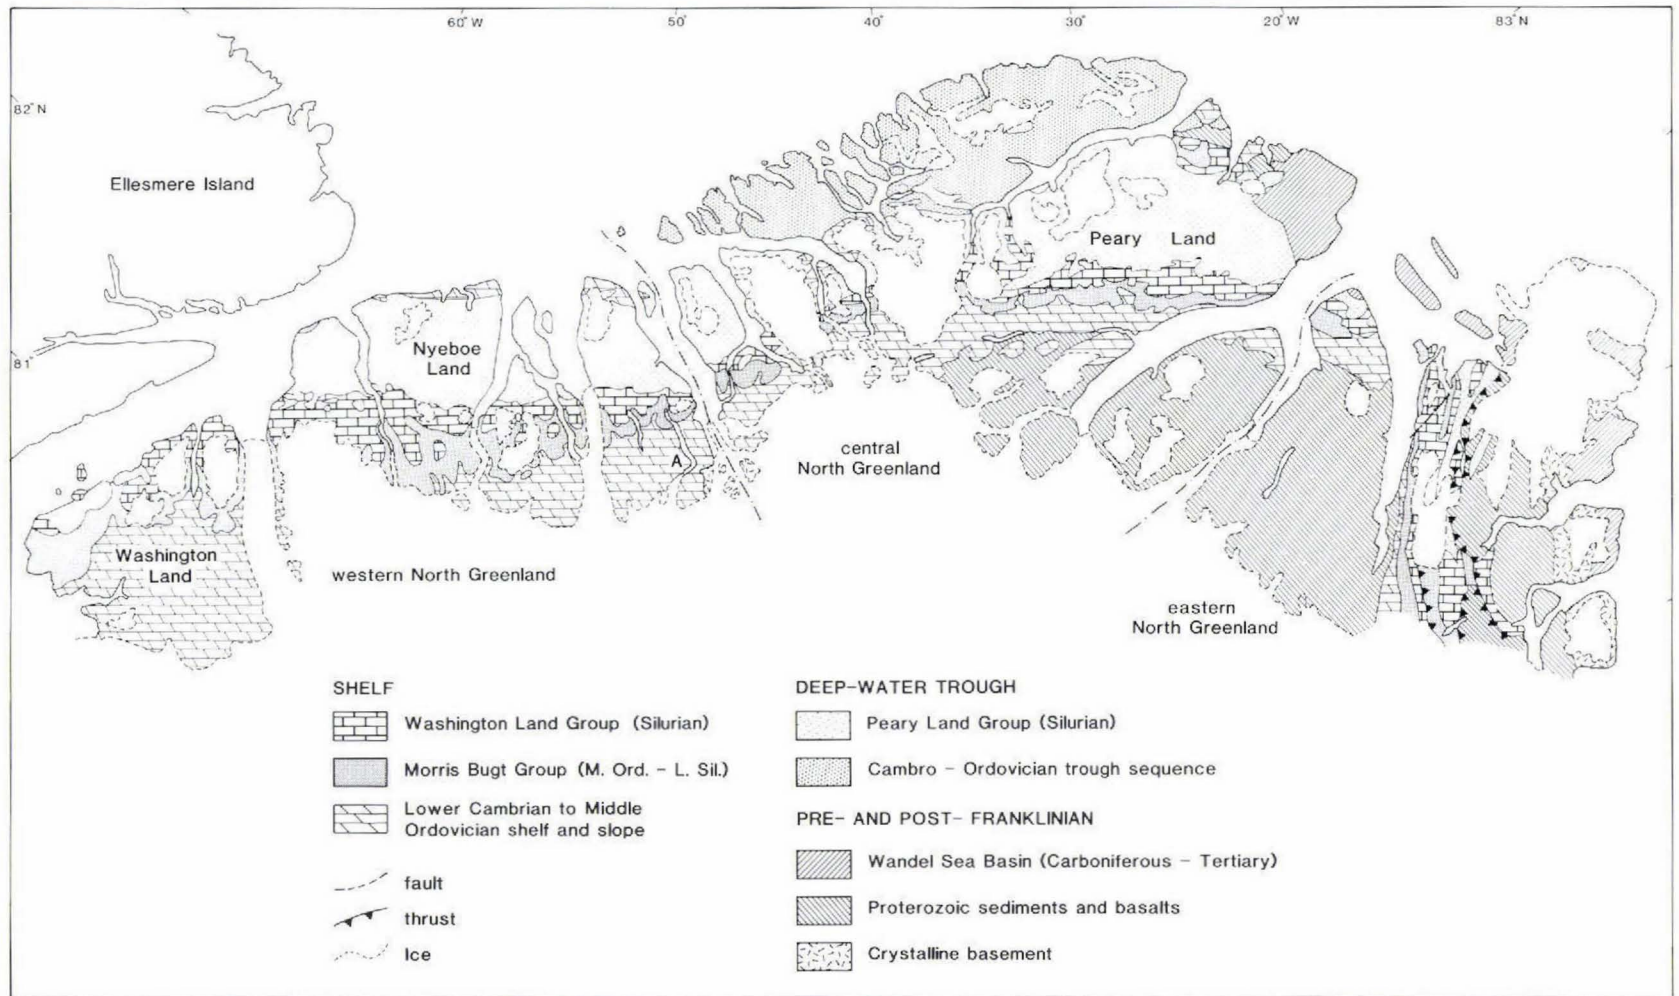 60° W
50°
40°
30°
20° W
83° N
82° N
Ellesmere Island
Peary Land
81°
Nyeboe
Land
A
central
North Greenland
Washington
Land
western North Greenland
eastern
North Greenland
SHELF
Washington Land Group (Silurian)
Morris Bugt Group (M. Ord. – L. Sil.)
Lower Cambrian to Middle
Ordovician shelf and slope
fault
thrust
Ice
DEEP–WATER TROUGH
Peary Land Group (Silurian)
Cambro – Ordovician trough sequence
PRE– AND POST– FRANKLINIAN
Wandel Sea Basin (Carboniferous – Tertiary)
Proterozoic sediments and basalts
Crystalline basement